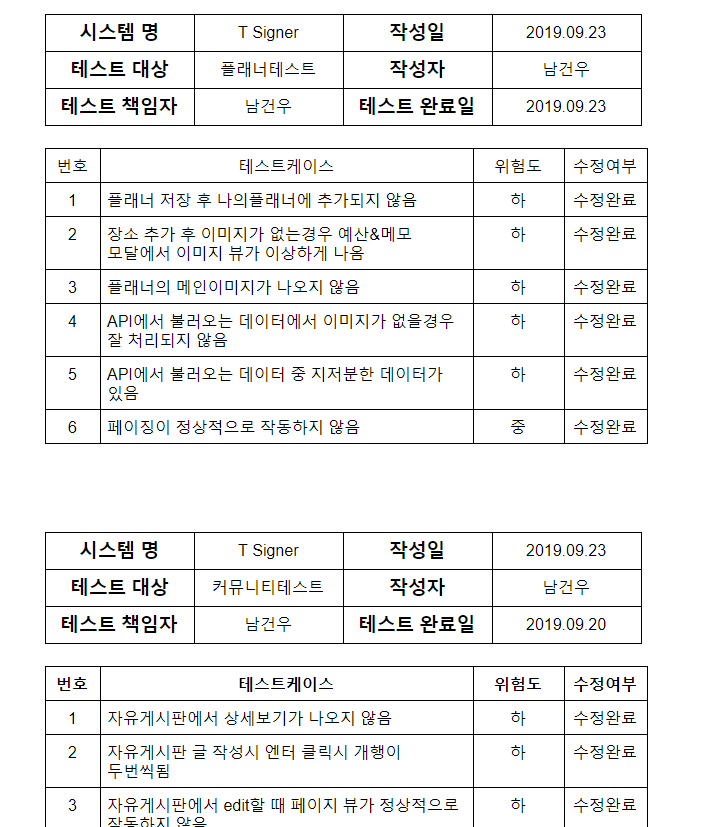 시스템 명 T Signer 작성일 2019.09.23
테스트 대상 플래너테스트 작성자 남건우
테스트 책임자 남건우 테스트 완료일 2019.09.23
번호 테스트케이스 위험도 수정여부
1 플래너 저장 후 나의플래너에 추가되지 않음 하 수정완료
2 장소 추가 후 이미지가 없는경우 예산&메모 하 수정완료
모달에서 이미지 뷰가 이상하게 나옴
3 플래너의 메인이미지가 나오지 않음 하 수정완료
4 API에서 불러오는 데이터에서 이미지가 없을경우 하 수정완료
잘 처리되지 않음
5 API에서 불러오는 데이터 중 지저분한 데이터가 하 수정완료
있음
6 페이징이 정상적으로 작동하지 않음 중 수정완료
시스템 명 T Signer 작성일 2019.09.23
테스트 대상 커뮤니티테스트 작성자 남건우
테스트 책임자 남건우 테스트 완료일 2019.09.20
번호 테스트케이스 위험도 수정여부
1 자유게시판에서 상세보기가 나오지 않음 하 수정완료
2 자유게시판 글 작성시 엔터 클릭시 개행이 하 수정완료
두번씩됨
3 자유게시판에서 edit할 때 페이지 뷰가 정상적으로 하 수정완료
작동하지 않음